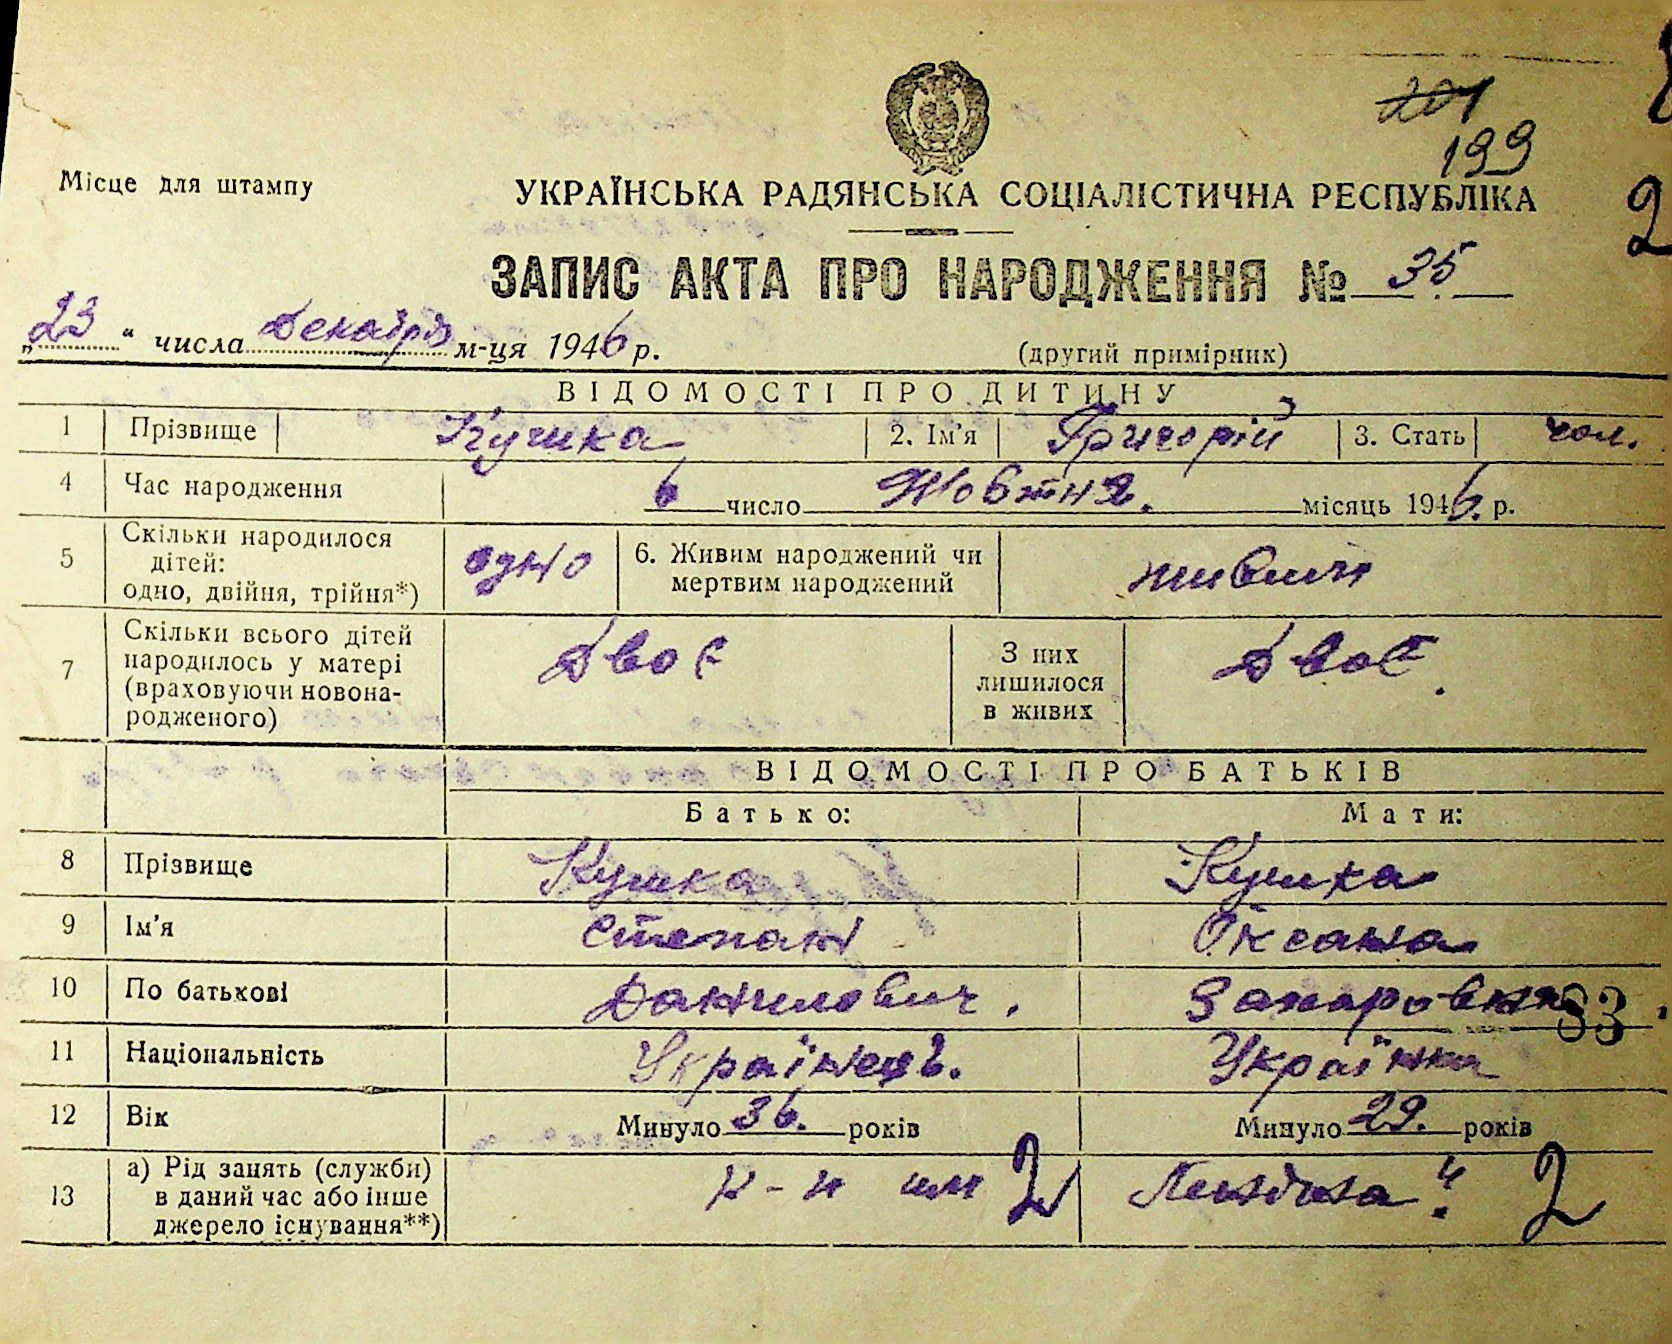 201
199
2
Місце для штампу
УКРАЇНСЬКА РАДЯНСЬКА СОЦІАЛІСТИЧНА РЕСПУБЛІКА
ЗАПИС АКТА ПРО НАРОДЖЕННЯ № 35
„23“ числа Декабря м-ця 1946 р.
(другий примірник)
ВІДОМОСТІ ПРО ДИТИНУ
1 Прізвище Кушка 2. Ім'я Григорій 3. Стать чол.
4 Час народження 6 число Жовтня. місяць 1946. р.
5 Скільки народилося дітей: одно, двійня, трійня*) одно 6. Живим народжений чи мертвим народжений живим
7 Скільки всього дітей народилось у матері (враховуючи новонародженого) Двоє З них лишилося в живих Двоє.
ВІДОМОСТІ ПРО БАТЬКІВ
Батько: Мати:
8 Прізвище Кушка Кушка
9 Ім'я Степан Оксана
10 По батькові Данилович. Захаровна
83
11 Національність Українець. Українка
12 Вік Минуло 36. років Минуло 29. років
13 а) Рід занять (служби) в даний час або інше джерело існування**) к-п им 2 Леніна". 2